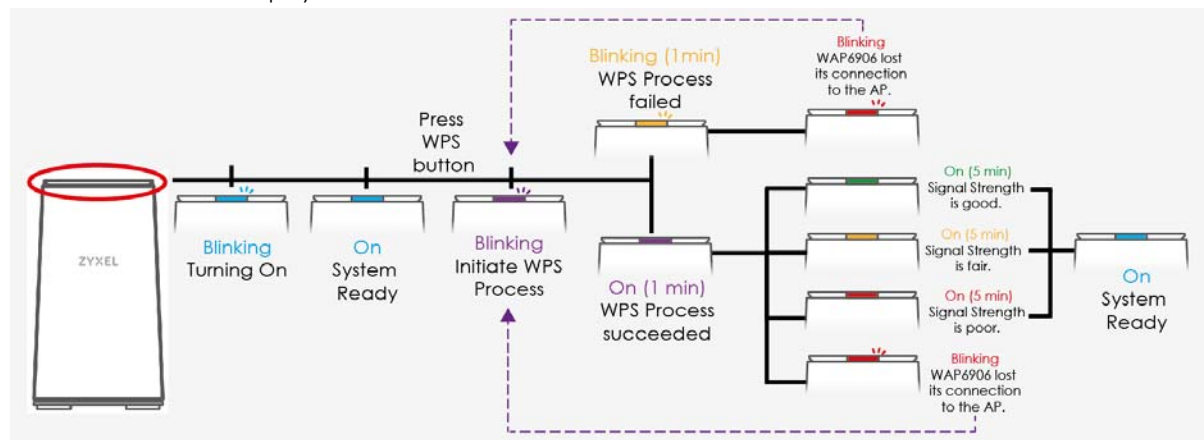 ZYXEL
Blinking
Turning On
On
System
Ready
Press
WPS
button
Blinking
Initiate WPS
Process
Blinking (1min)
WPS Process
failed
On (1 min)
WPS Process
succeeded
Blinking
WAP6906 lost
its connection
to the AP.
On (5 min)
Signal Strength
is good.
On (5 min)
Signal Strength
is fair.
On (5 min)
Signal Strength
is poor.
Blinking
WAP6906 lost
its connection
to the AP.
On
System
Ready